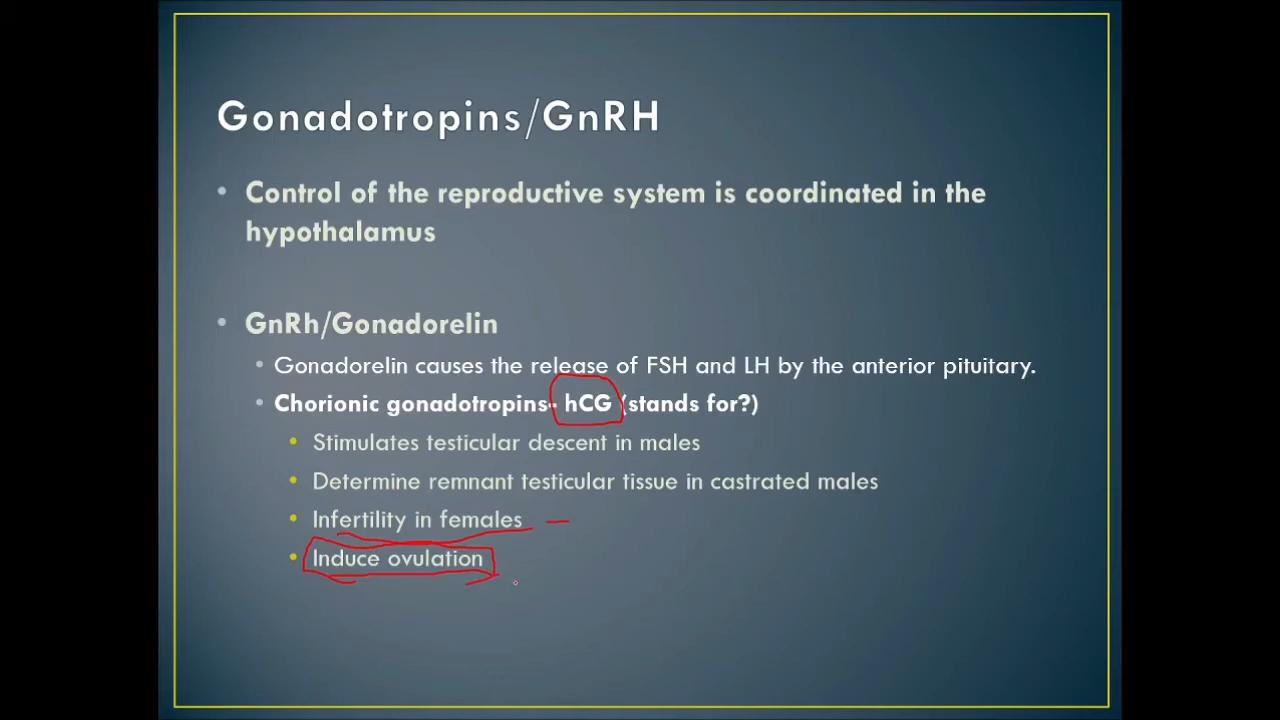 Gonadotropins/GnRH
• Control of the reproductive system is coordinated in the
hypothalamus
• GnRh/Gonadorelin
• Gonadorelin causes the release of FSH and LH by the anterior pituitary.
• Chorionic gonadotropins- hCG (stands for?)
• Stimulates testicular descent in males
• Determine remnant testicular tissue in castrated males
• Infertility in females
• Induce ovulation